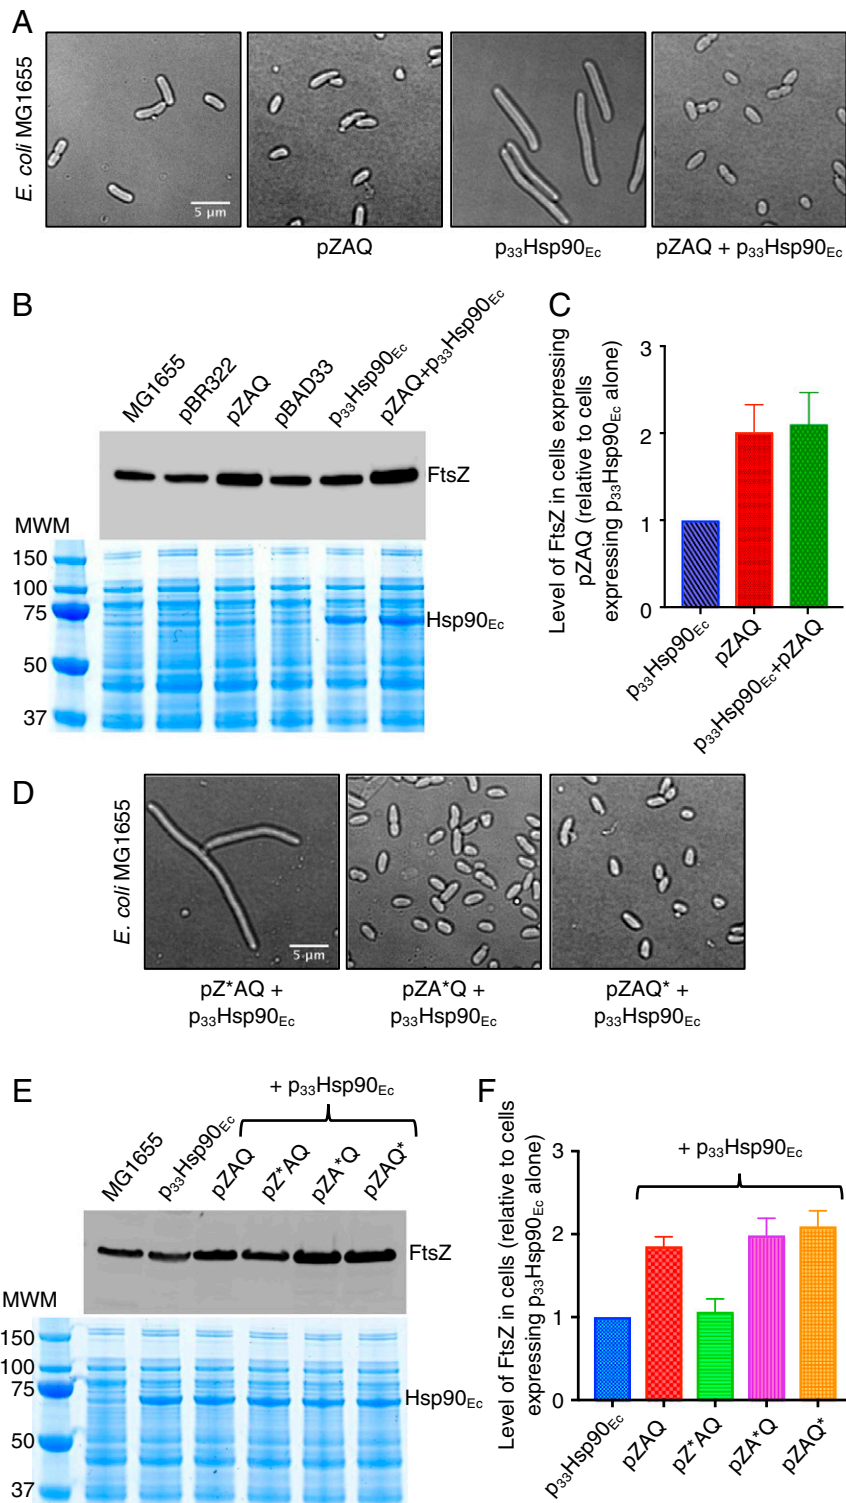 A
E. coli MG1655
5 µm
pZAQ
p₃₃Hsp90Ec
pZAQ + p₃₃Hsp90Ec
B
MG1655
pBR322
pZAQ
pBAD33
p₃₃Hsp90Ec
pZAQ+p₃₃Hsp90Ec
FtsZ
MWM
150
100
75
50
37
Hsp90Ec
C
Level of FtsZ in cells expressing
pZAQ (relative to cells
expressing p₃₃Hsp90Ec alone)
3
2
1
0
p₃₃Hsp90Ec
pZAQ
p₃₃Hsp90Ec+pZAQ
D
E. coli MG1655
5 µm
pZ*AQ +
p₃₃Hsp90Ec
pZA*Q +
p₃₃Hsp90Ec
pZAQ* +
p₃₃Hsp90Ec
E
+ p₃₃Hsp90Ec
MG1655
p₃₃Hsp90Ec
pZAQ
pZ*AQ
pZA*Q
pZAQ*
FtsZ
MWM
150
100
75
50
37
Hsp90Ec
F
Level of FtsZ in cells (relative to cells
expressing p₃₃Hsp90Ec alone)
3
2
1
0
+ p₃₃Hsp90Ec
p₃₃Hsp90Ec
pZAQ
pZ*AQ
pZA*Q
pZAQ*